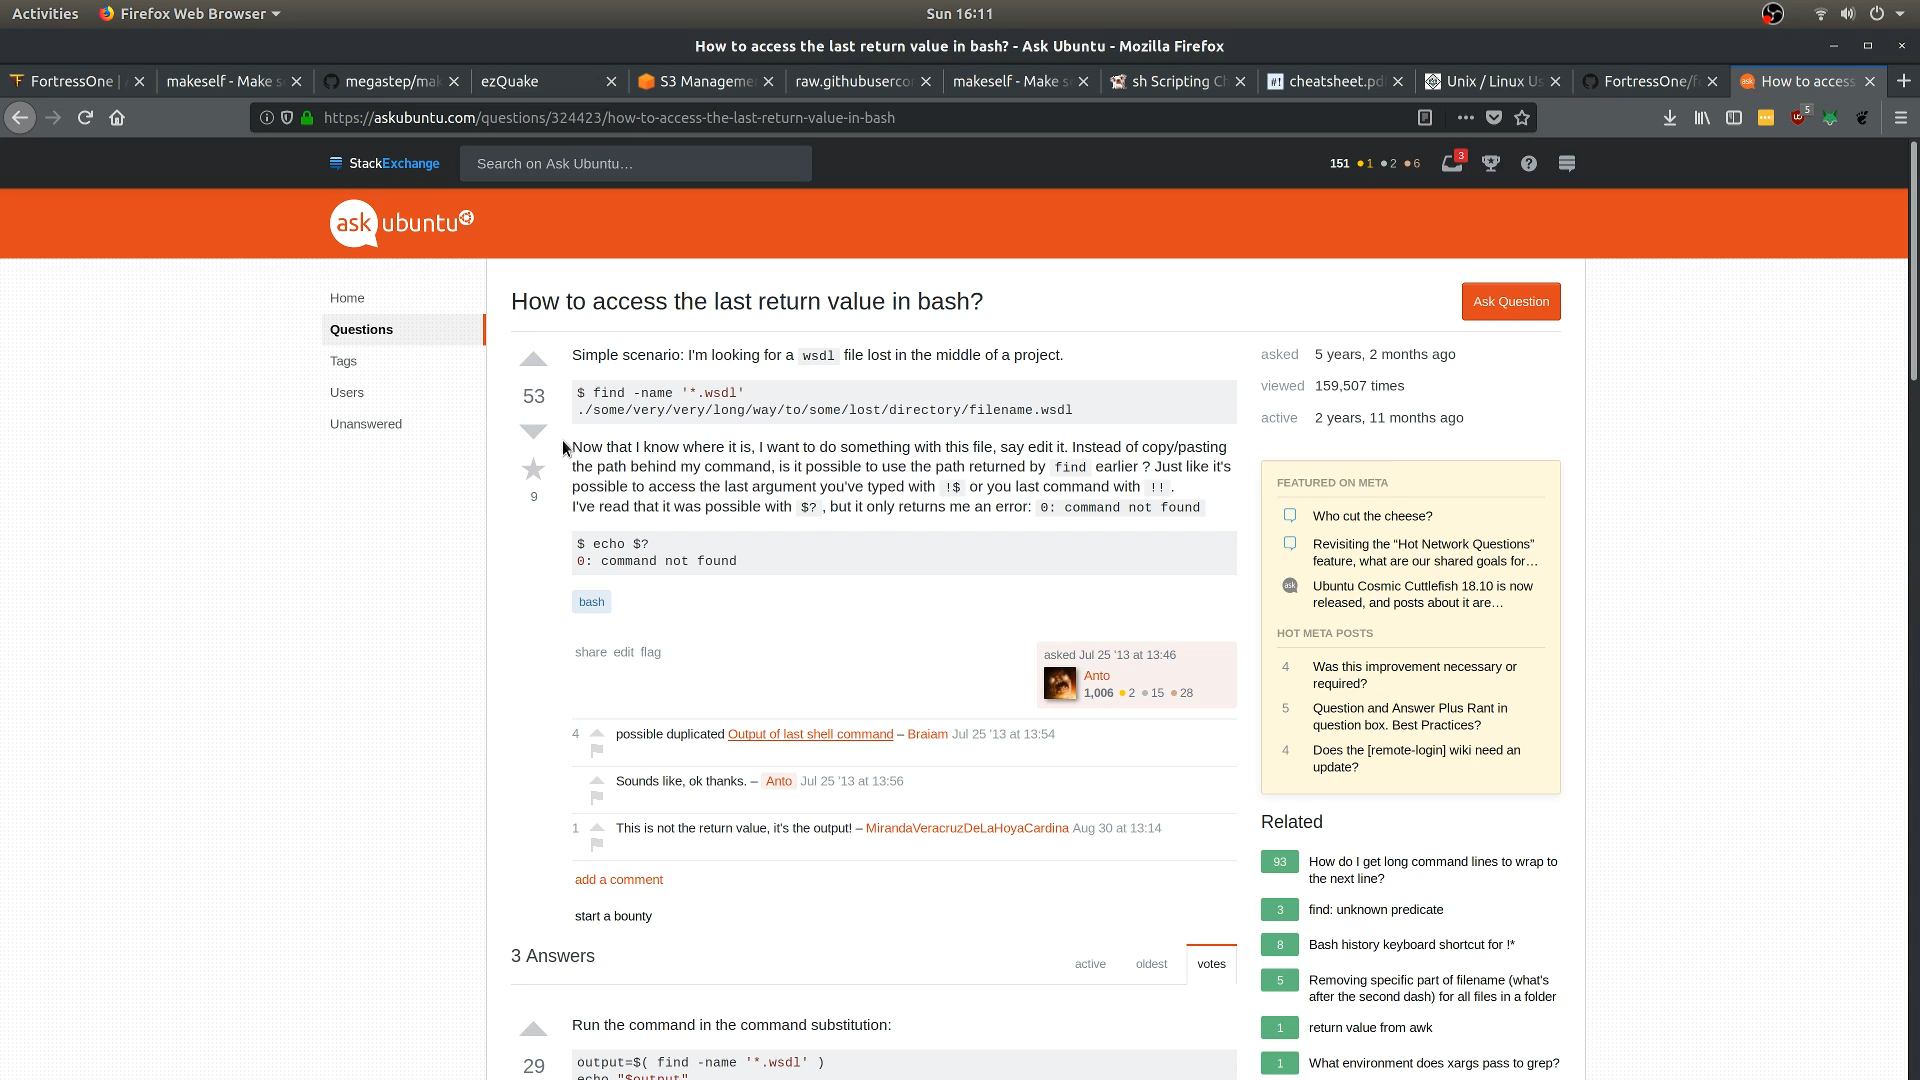 Activities Firefox Web Browser Sun 16:11
How to access the last return value in bash? - Ask Ubuntu - Mozilla Firefox
FortressOne | makeself - Make s megastep/mak ezQuake S3 Manageme raw.githubuserco makeself - Make s sh Scripting Ch cheatsheet.pd Unix / Linux Us FortressOne/f How to access
https://askubuntu.com/questions/324423/how-to-access-the-last-return-value-in-bash 5
StackExchange Search on Ask Ubuntu… 151 1 2 6 3
ask ubuntu
Home
Questions
Tags
Users
Unanswered
How to access the last return value in bash?
Ask Question
53
9
Simple scenario: I'm looking for a wsdl file lost in the middle of a project.
$ find -name '*.wsdl'
./some/very/very/long/way/to/some/lost/directory/filename.wsdl
Now that I know where it is, I want to do something with this file, say edit it. Instead of copy/pasting
the path behind my command, is it possible to use the path returned by find earlier ? Just like it's
possible to access the last argument you've typed with !$ or you last command with !! .
I've read that it was possible with $? , but it only returns me an error: 0: command not found
$ echo $?
0: command not found
bash
share edit flag
asked Jul 25 '13 at 13:46
Anto
1,006 2 15 28
4 possible duplicated Output of last shell command – Braiam Jul 25 '13 at 13:54
Sounds like, ok thanks. – Anto Jul 25 '13 at 13:56
1 This is not the return value, it's the output! – MirandaVeracruzDeLaHoyaCardina Aug 30 at 13:14
add a comment
start a bounty
3 Answers
active oldest votes
29
Run the command in the command substitution:
output=$( find -name '*.wsdl' )
echo "$output"
asked 5 years, 2 months ago
viewed 159,507 times
active 2 years, 11 months ago
FEATURED ON META
Who cut the cheese?
Revisiting the “Hot Network Questions”
feature, what are our shared goals for…
ask Ubuntu Cosmic Cuttlefish 18.10 is now
released, and posts about it are…
HOT META POSTS
4 Was this improvement necessary or
required?
5 Question and Answer Plus Rant in
question box. Best Practices?
4 Does the [remote-login] wiki need an
update?
Related
93 How do I get long command lines to wrap to
the next line?
3 find: unknown predicate
8 Bash history keyboard shortcut for !*
5 Removing specific part of filename (what's
after the second dash) for all files in a folder
1 return value from awk
1 What environment does xargs pass to grep?